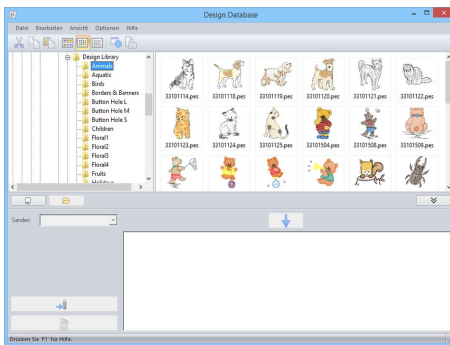 Design Database
Datei Bearbeiten Ansicht Optionen Hilfe
Design Library
Animals
Aquatic
Birds
Borders & Banners
Button Hole L
Button Hole M
Button Hole S
Children
Floral1
Floral2
Floral3
Floral4
Fruits
Holidays
33101114.pes 33101118.pes 33101119.pes 33101120.pes 33101121.pes 33101122.pes
33101123.pes 33101124.pes 33101125.pes 33101504.pes 33101508.pes 33101509.pes
Senden:
Drücken Sie 'F1' für Hilfe.